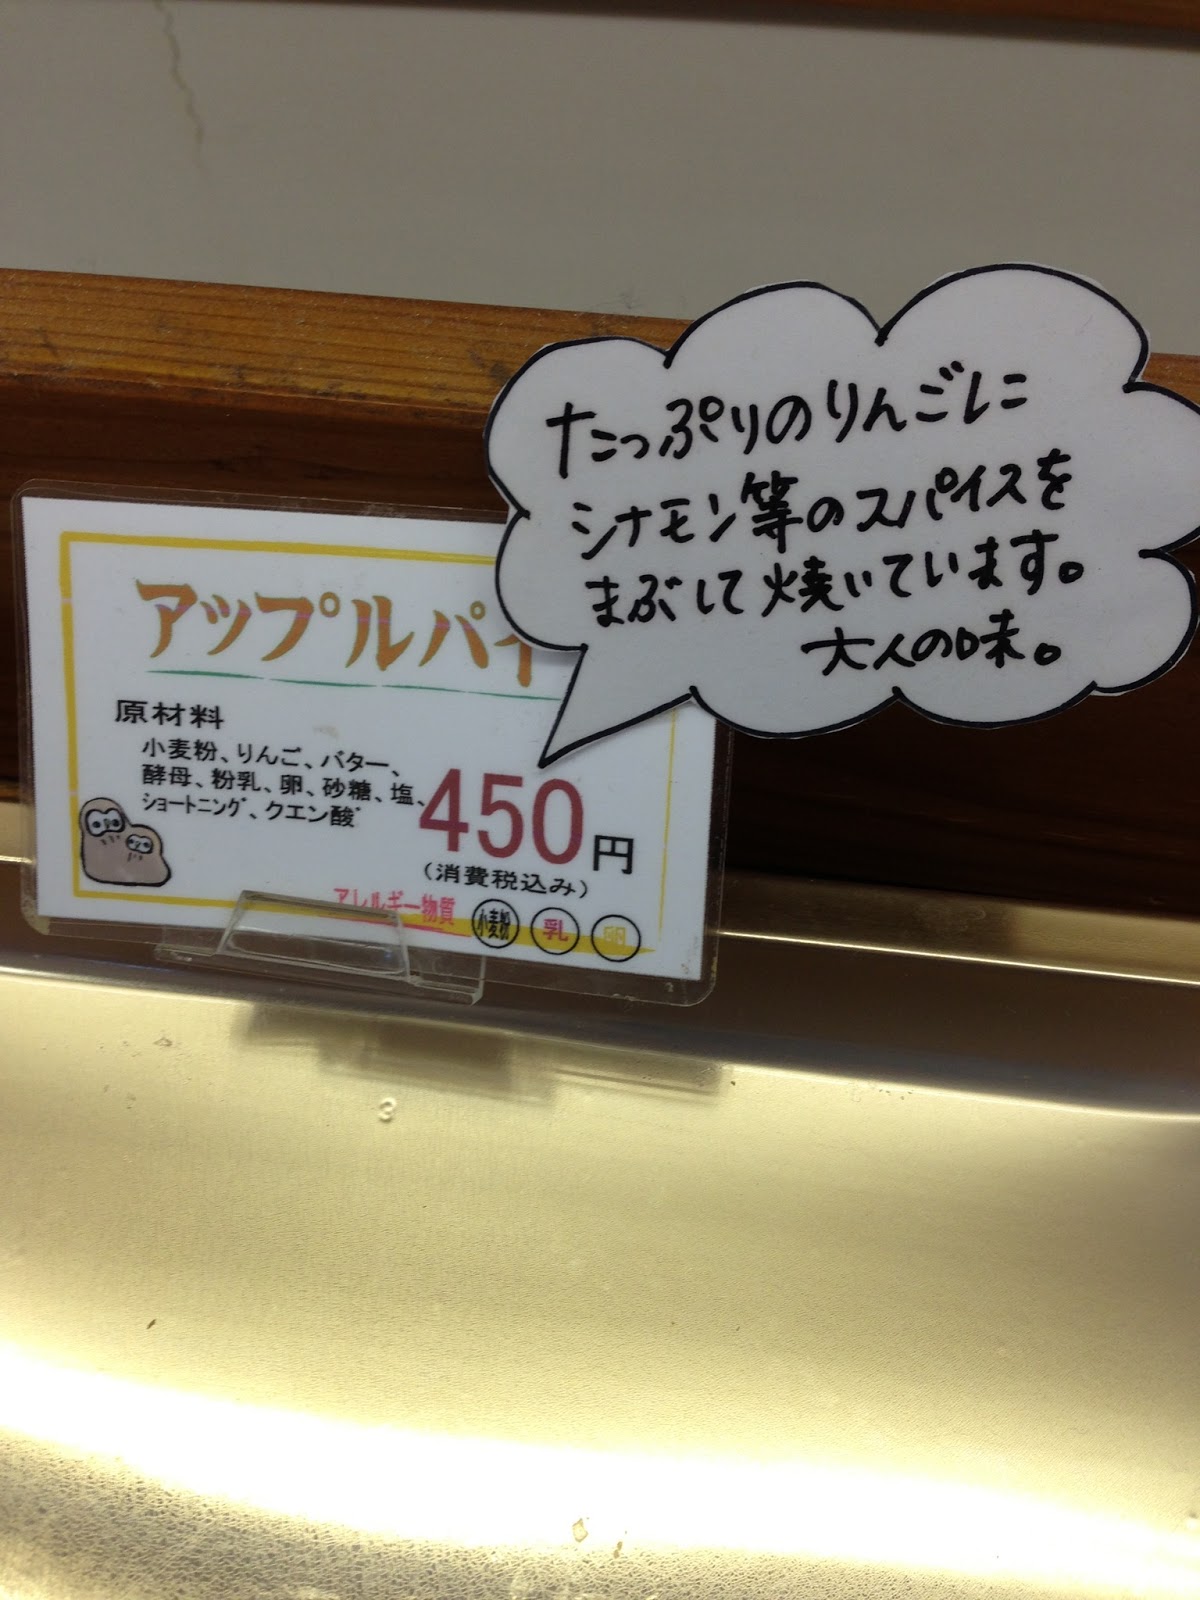 たっぷりのりんごに
シナモン等のスパイスを
まぶして焼いています。
大人の味。
アップルパイ
原材料
小麦粉、りんご、バター、
酵母、粉乳、卵、砂糖、塩、
ショートニング、クエン酸
450円
(消費税込み)
アレルギー物質 小麦粉 乳 卵